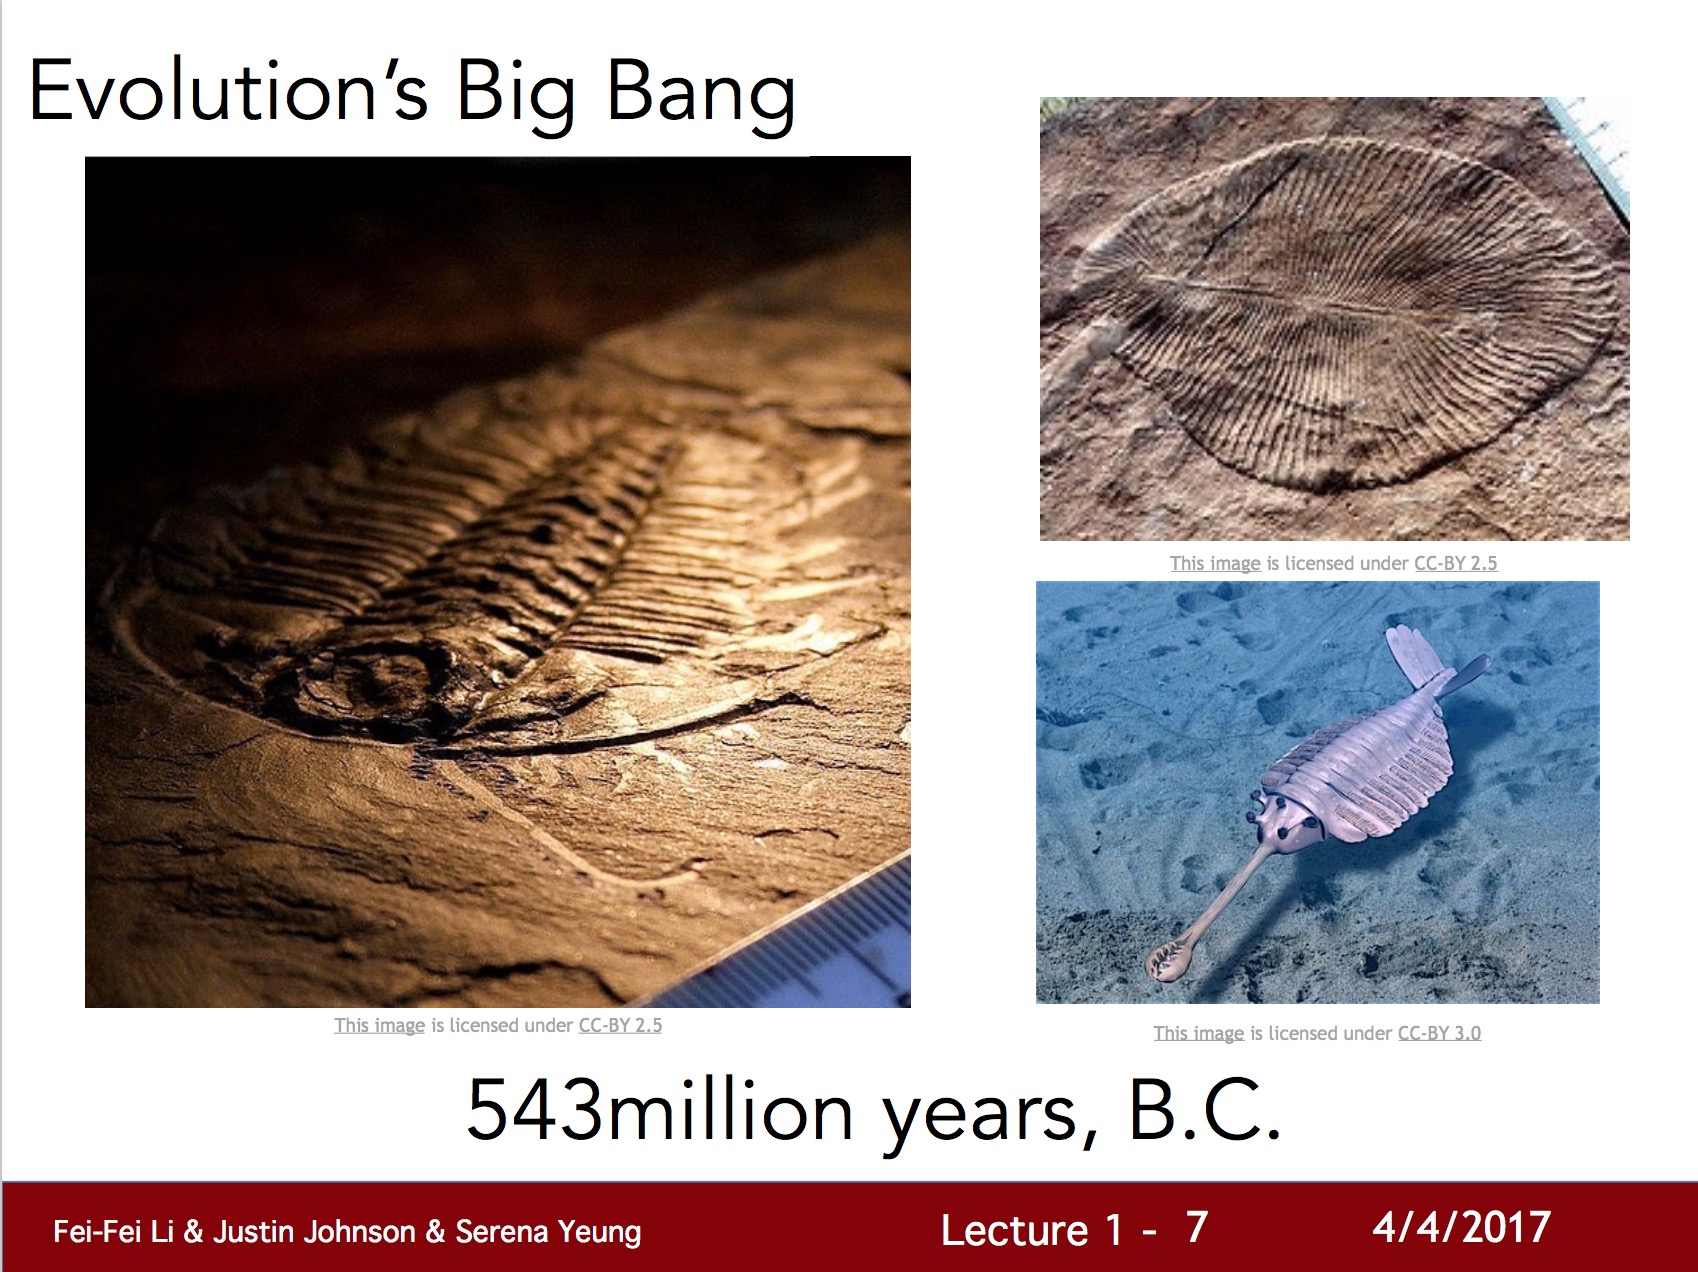 Evolution’s Big Bang
This image is licensed under CC-BY 2.5
This image is licensed under CC-BY 2.5
This image is licensed under CC-BY 3.0
543million years, B.C.
Fei-Fei Li & Justin Johnson & Serena Yeung
Lecture 1 - 7
4/4/2017